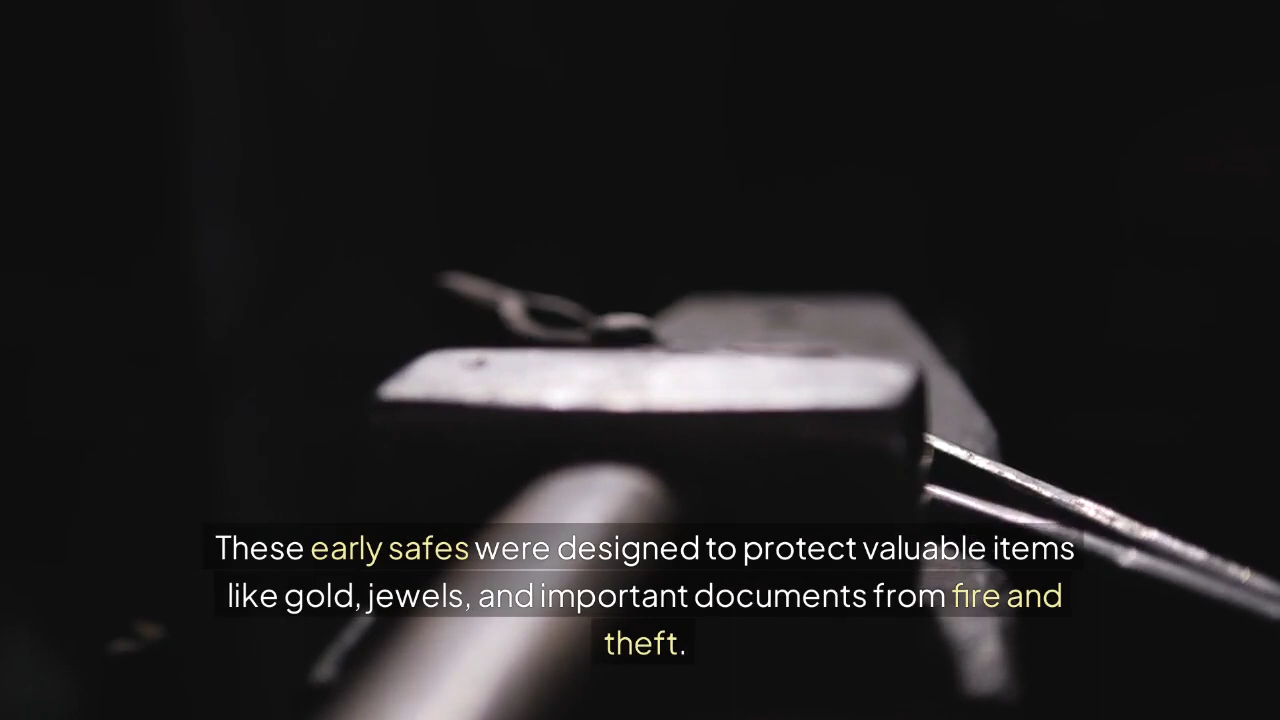 These early safes were designed to protect valuable items
like gold, jewels, and important documents from fire and
theft.